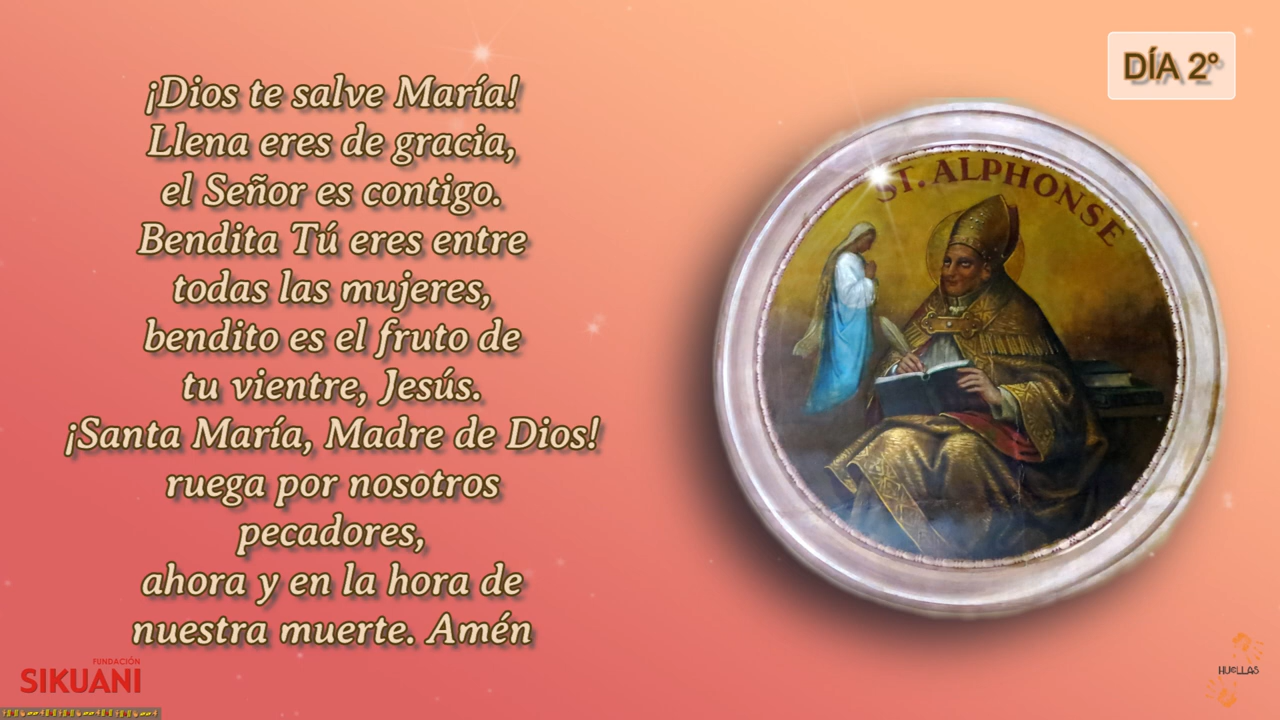 DÍA 2º
¡Dios te salve María!
Llena eres de gracia,
el Señor es contigo.
Bendita Tú eres entre
todas las mujeres,
bendito es el fruto de
tu vientre, Jesús.
¡Santa María, Madre de Dios!
ruega por nosotros
pecadores,
ahora y en la hora de
nuestra muerte. Amén
ST. ALPHONSE
FUNDACIÓN
SIKUANI
HUELLAS